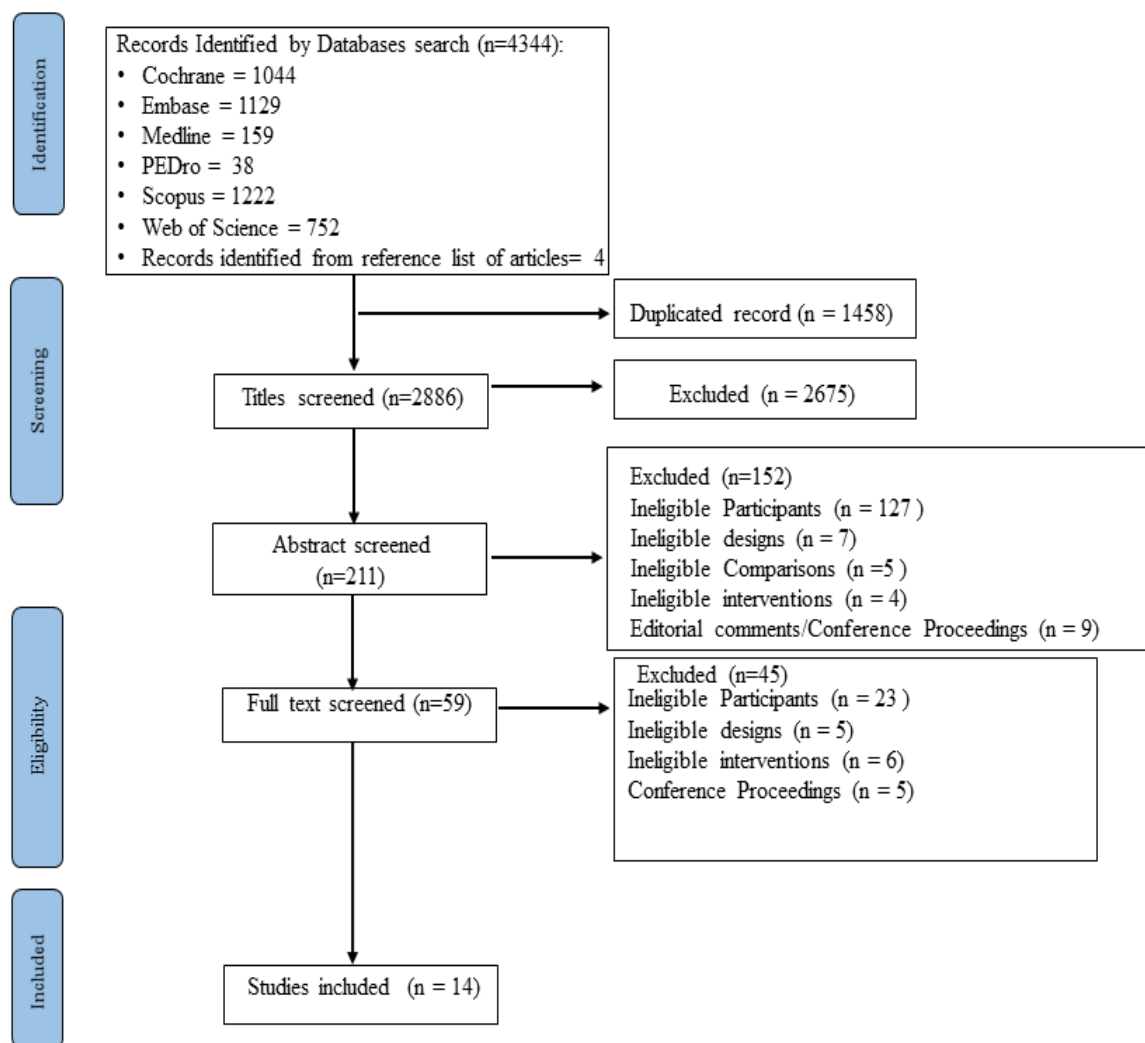 Identification
Records Identified by Databases search (n=4344):
• Cochrane = 1044
• Embase = 1129
• Medline = 159
• PEDro = 38
• Scopus = 1222
• Web of Science = 752
• Records identified from reference list of articles= 4
Screening
Duplicated record (n = 1458)
Titles screened (n=2886)
Excluded (n = 2675)
Abstract screened
(n=211)
Excluded (n=152)
Ineligible Participants (n = 127 )
Ineligible designs (n = 7)
Ineligible Comparisons (n =5 )
Ineligible interventions (n = 4)
Editorial comments/Conference Proceedings (n = 9)
Eligibility
Full text screened (n=59)
Excluded (n=45)
Ineligible Participants (n = 23 )
Ineligible designs (n = 5)
Ineligible interventions (n = 6)
Conference Proceedings (n = 5)
Included
Studies included (n = 14)